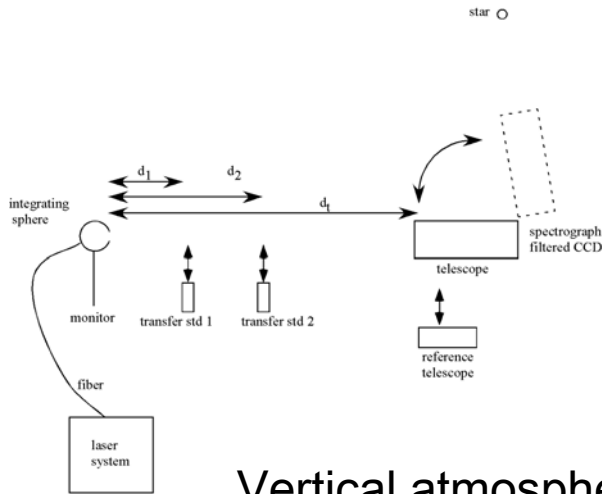 star
d1
d2
dt
integrating
sphere
spectrograph
filtered CCD
telescope
monitor
transfer std 1
transfer std 2
reference
telescope
fiber
laser
system
Vertical